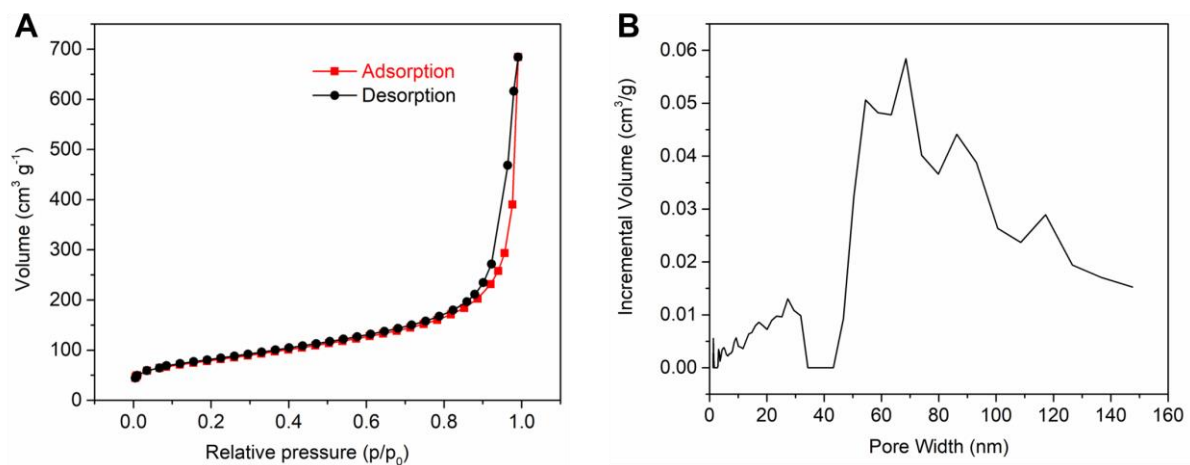 A
Adsorption
Desorption
700
600
500
400
300
200
100
0
Volume (cm³ g⁻¹)
0.0 0.2 0.4 0.6 0.8 1.0
Relative pressure (p/p₀)
B
0.06
0.05
0.04
0.03
0.02
0.01
0.00
Incremental Volume (cm³/g)
0 20 40 60 80 100 120 140 160
Pore Width (nm)